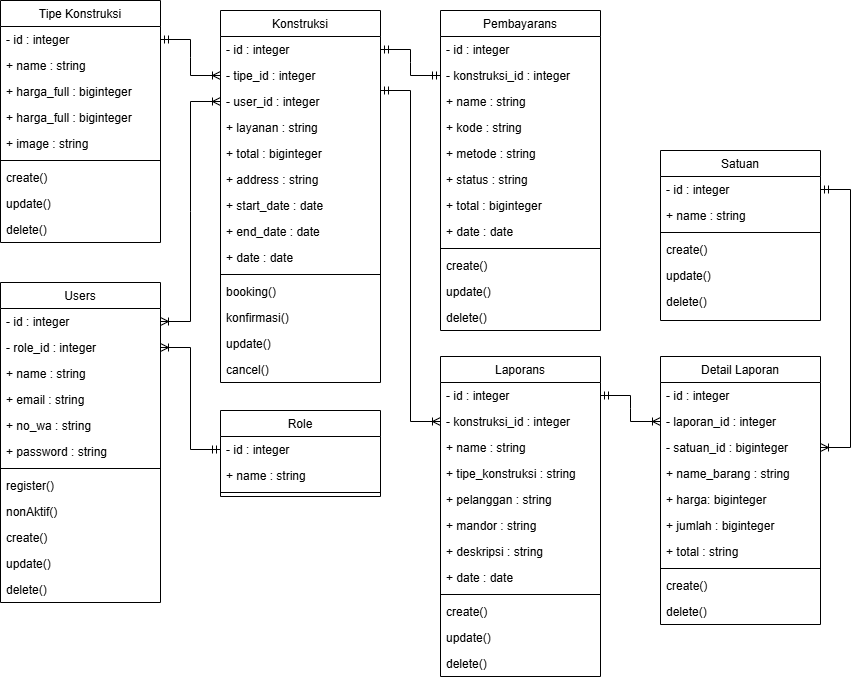 Tipe Konstruksi
- id : integer
+ name : string
+ harga_full : biginteger
+ harga_full : biginteger
+ image : string
create()
update()
delete()
Konstruksi
- id : integer
- tipe_id : integer
- user_id : integer
+ layanan : string
+ total : biginteger
+ address : string
+ start_date : date
+ end_date : date
+ date : date
booking()
konfirmasi()
update()
cancel()
Pembayarans
- id : integer
- konstruksi_id : integer
+ name : string
+ kode : string
+ metode : string
+ status : string
+ total : biginteger
+ date : date
create()
update()
delete()
Satuan
- id : integer
+ name : string
create()
update()
delete()
Users
- id : integer
- role_id : integer
+ name : string
+ email : string
+ no_wa : string
+ password : string
register()
nonAktif()
create()
update()
delete()
Role
- id : integer
+ name : string
Laporans
- id : integer
- konstruksi_id : integer
+ name : string
+ tipe_konstruksi : string
+ pelanggan : string
+ mandor : string
+ deskripsi : string
+ date : date
create()
update()
delete()
Detail Laporan
- id : integer
- laporan_id : integer
- satuan_id : biginteger
+ name_barang : string
+ harga: biginteger
+ jumlah : biginteger
+ total : string
create()
delete()